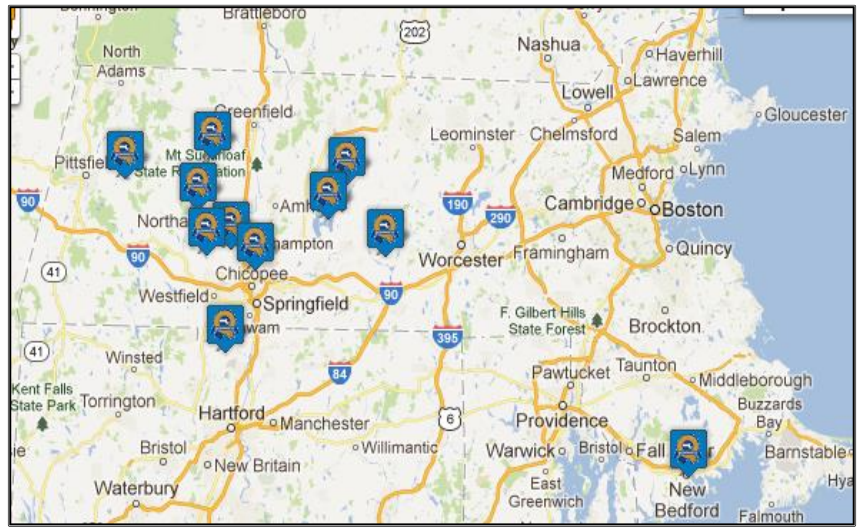 Brattleboro
202
North
Adams
Nashua
Haverhill
Lawrence
Lowell
Greenfield
Gloucester
Leominster
Chelmsford
Salem
Mt Sugarloaf
State Reservation
Medford
Lynn
90
190
290
Cambridge
Boston
90
Worcester
Framingham
Quincy
41
Chicopee
Westfield
Springfield
90
F. Gilbert Hills
State Forest
Brockton
395
41
Winsted
84
Kent Falls
State Park
Torrington
Pawtucket
Taunton
Middleborough
Buzzards
Bay
Hartford
Manchester
6
Providence
Bristol
New Britain
Willimantic
Warwick
Bristol
Fall
Barnstable
East
Greenwich
New
Bedford
Waterbury
Falmouth